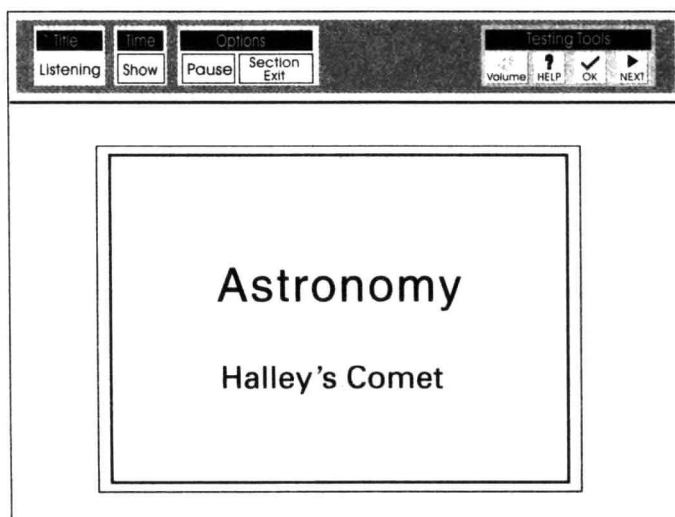 Title Time Options Testing Tools
Listening Show Pause Section Exit Volume ? HELP OK NEXT
Astronomy
Halley's Comet